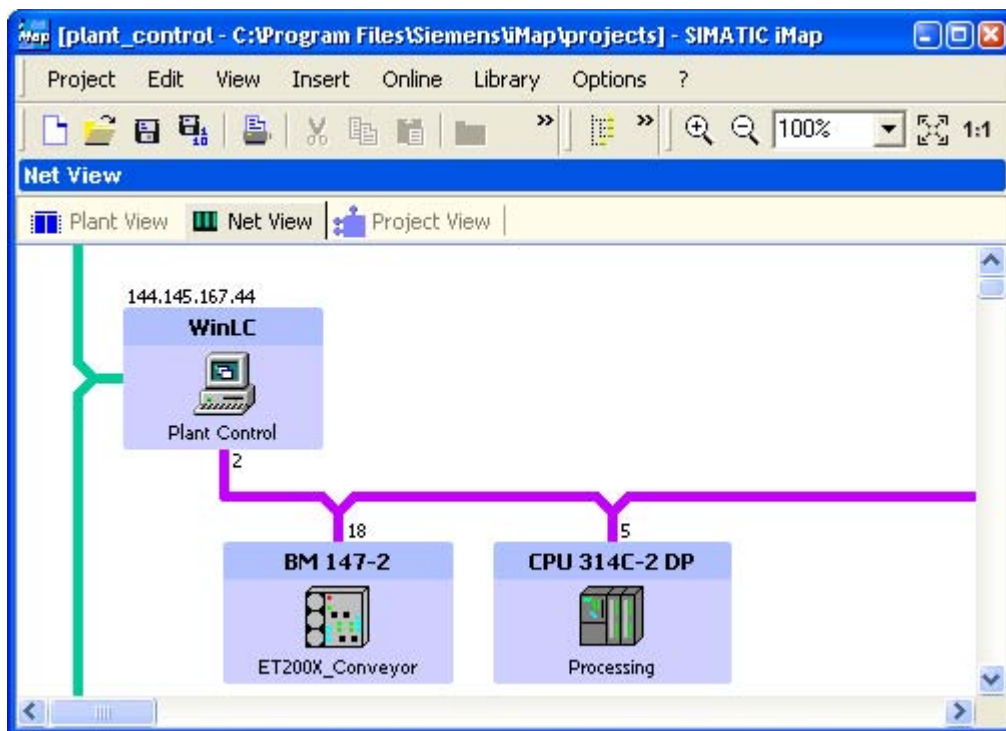 [plant_control - C:\Program Files\Siemens\iMap\projects] - SIMATIC iMap
Project Edit View Insert Online Library Options ?
100% 1:1
Net View
Plant View Net View Project View
144.145.167.44
WinLC
Plant Control
2
18 5
BM 147-2 CPU 314C-2 DP
ET200X_Conveyor Processing